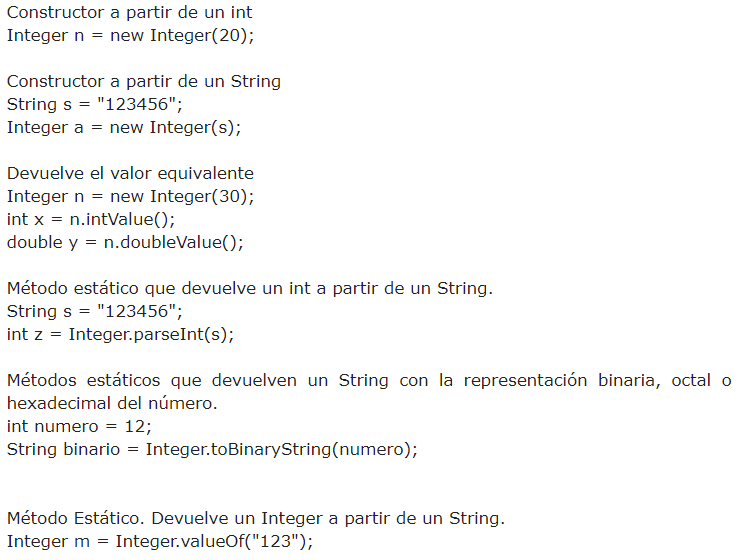 Constructor a partir de un int
Integer n = new Integer(20);
Constructor a partir de un String
String s = "123456";
Integer a = new Integer(s);
Devuelve el valor equivalente
Integer n = new Integer(30);
int x = n.intValue();
double y = n.doubleValue();
Método estático que devuelve un int a partir de un String.
String s = "123456";
int z = Integer.parseInt(s);
Métodos estáticos que devuelven un String con la representación binaria, octal o
hexadecimal del número.
int numero = 12;
String binario = Integer.toBinaryString(numero);
Método Estático. Devuelve un Integer a partir de un String.
Integer m = Integer.valueOf("123");